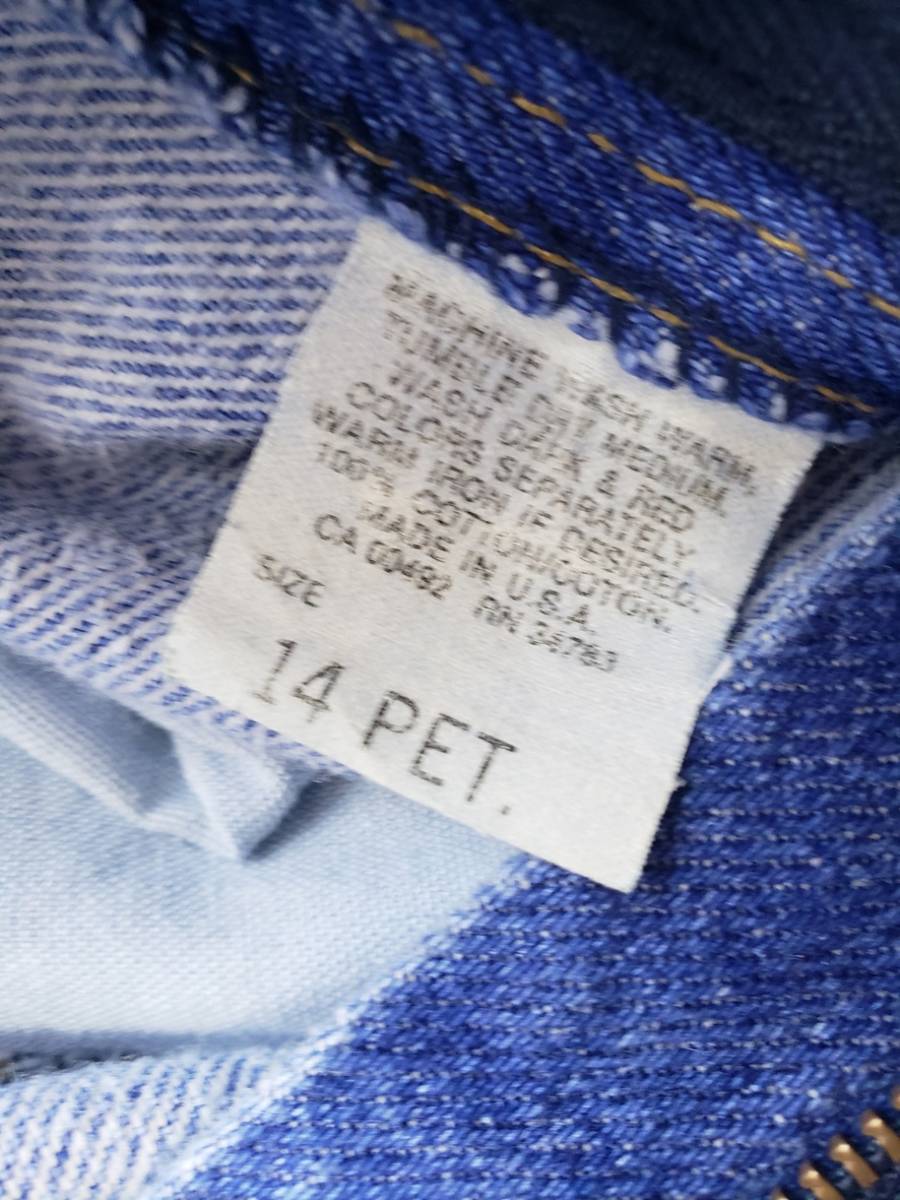 MACHINE WASH WARM,
TUMBLE DRY MEDIUM.
WASH DARK & RED
COLORS SEPARATELY
WARM IRON IF DESIRED.
100% COTTON/COTON.
MADE IN U.S.A.
CA 00492 RN 34783
SIZE
14 PET.